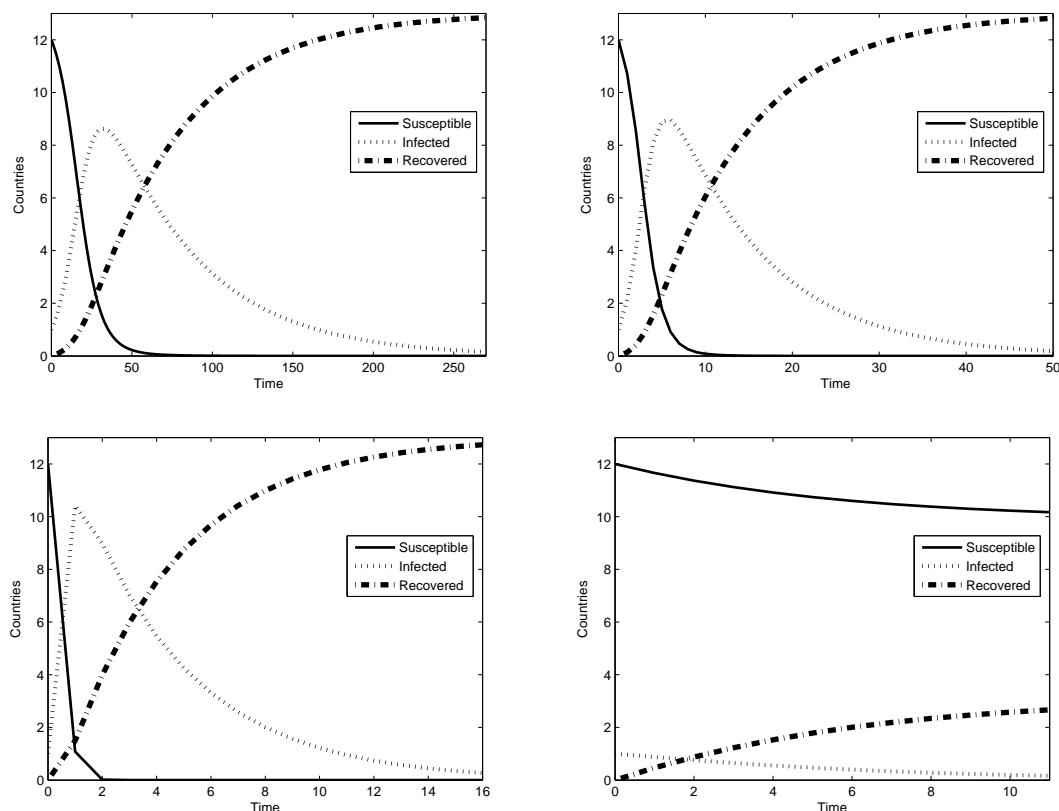 12
10
8
6
4
2
0
Countries
0 50 100 150 200 250
Time
Susceptible
Infected
Recovered
12
10
8
6
4
2
0
Countries
0 10 20 30 40 50
Time
Susceptible
Infected
Recovered
12
10
8
6
4
2
0
Countries
0 2 4 6 8 10 12 14 16
Time
Susceptible
Infected
Recovered
12
10
8
6
4
2
0
Countries
0 2 4 6 8 10
Time
Susceptible
Infected
Recovered